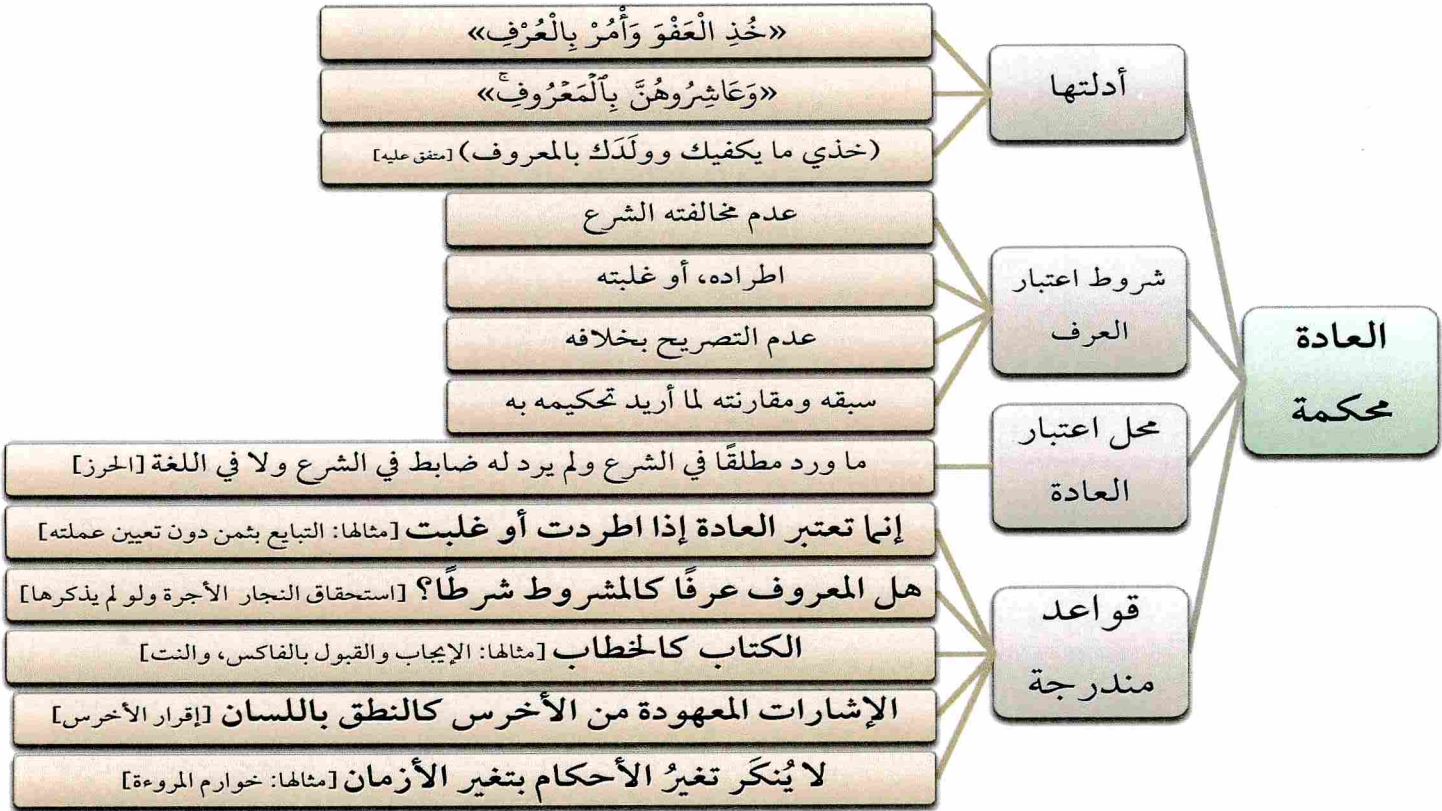 العادة
محكمة
أدلتها
«خُذِ الْعَفْوَ وَأْمُرْ بِالْعُرْفِ»
«وَعَاشِرُوهُنَّ بِٱلْمَعْرُوفِۚ»
(خذي ما يكفيك وولَدَك بالمعروف) [متفق عليه]
شروط اعتبار
العرف
عدم مخالفته الشرع
اطراده، أو غلبته
عدم التصريح بخلافه
سبقه ومقارنته لما أريد تحكيمه به
محل اعتبار
العادة
ما ورد مطلقًا في الشرع ولم يرد له ضابط في الشرع ولا في اللغة [الحرز]
قواعد
مندرجة
إنما تعتبر العادة إذا اطردت أو غلبت [مثالها: التبايع بثمن دون تعيين عملته]
هل المعروف عرفًا كالمشروط شرطًا؟ [استحقاق النجار الأجرة ولو لم يذكرها]
الكتاب كالخطاب [مثالها: الإيجاب والقبول بالفاكس، والنت]
الإشارات المعهودة من الأخرس كالنطق باللسان [إقرار الأخرس]
لا يُنكَر تغيرُ الأحكام بتغير الأزمان [مثالها: خوارم المروءة]